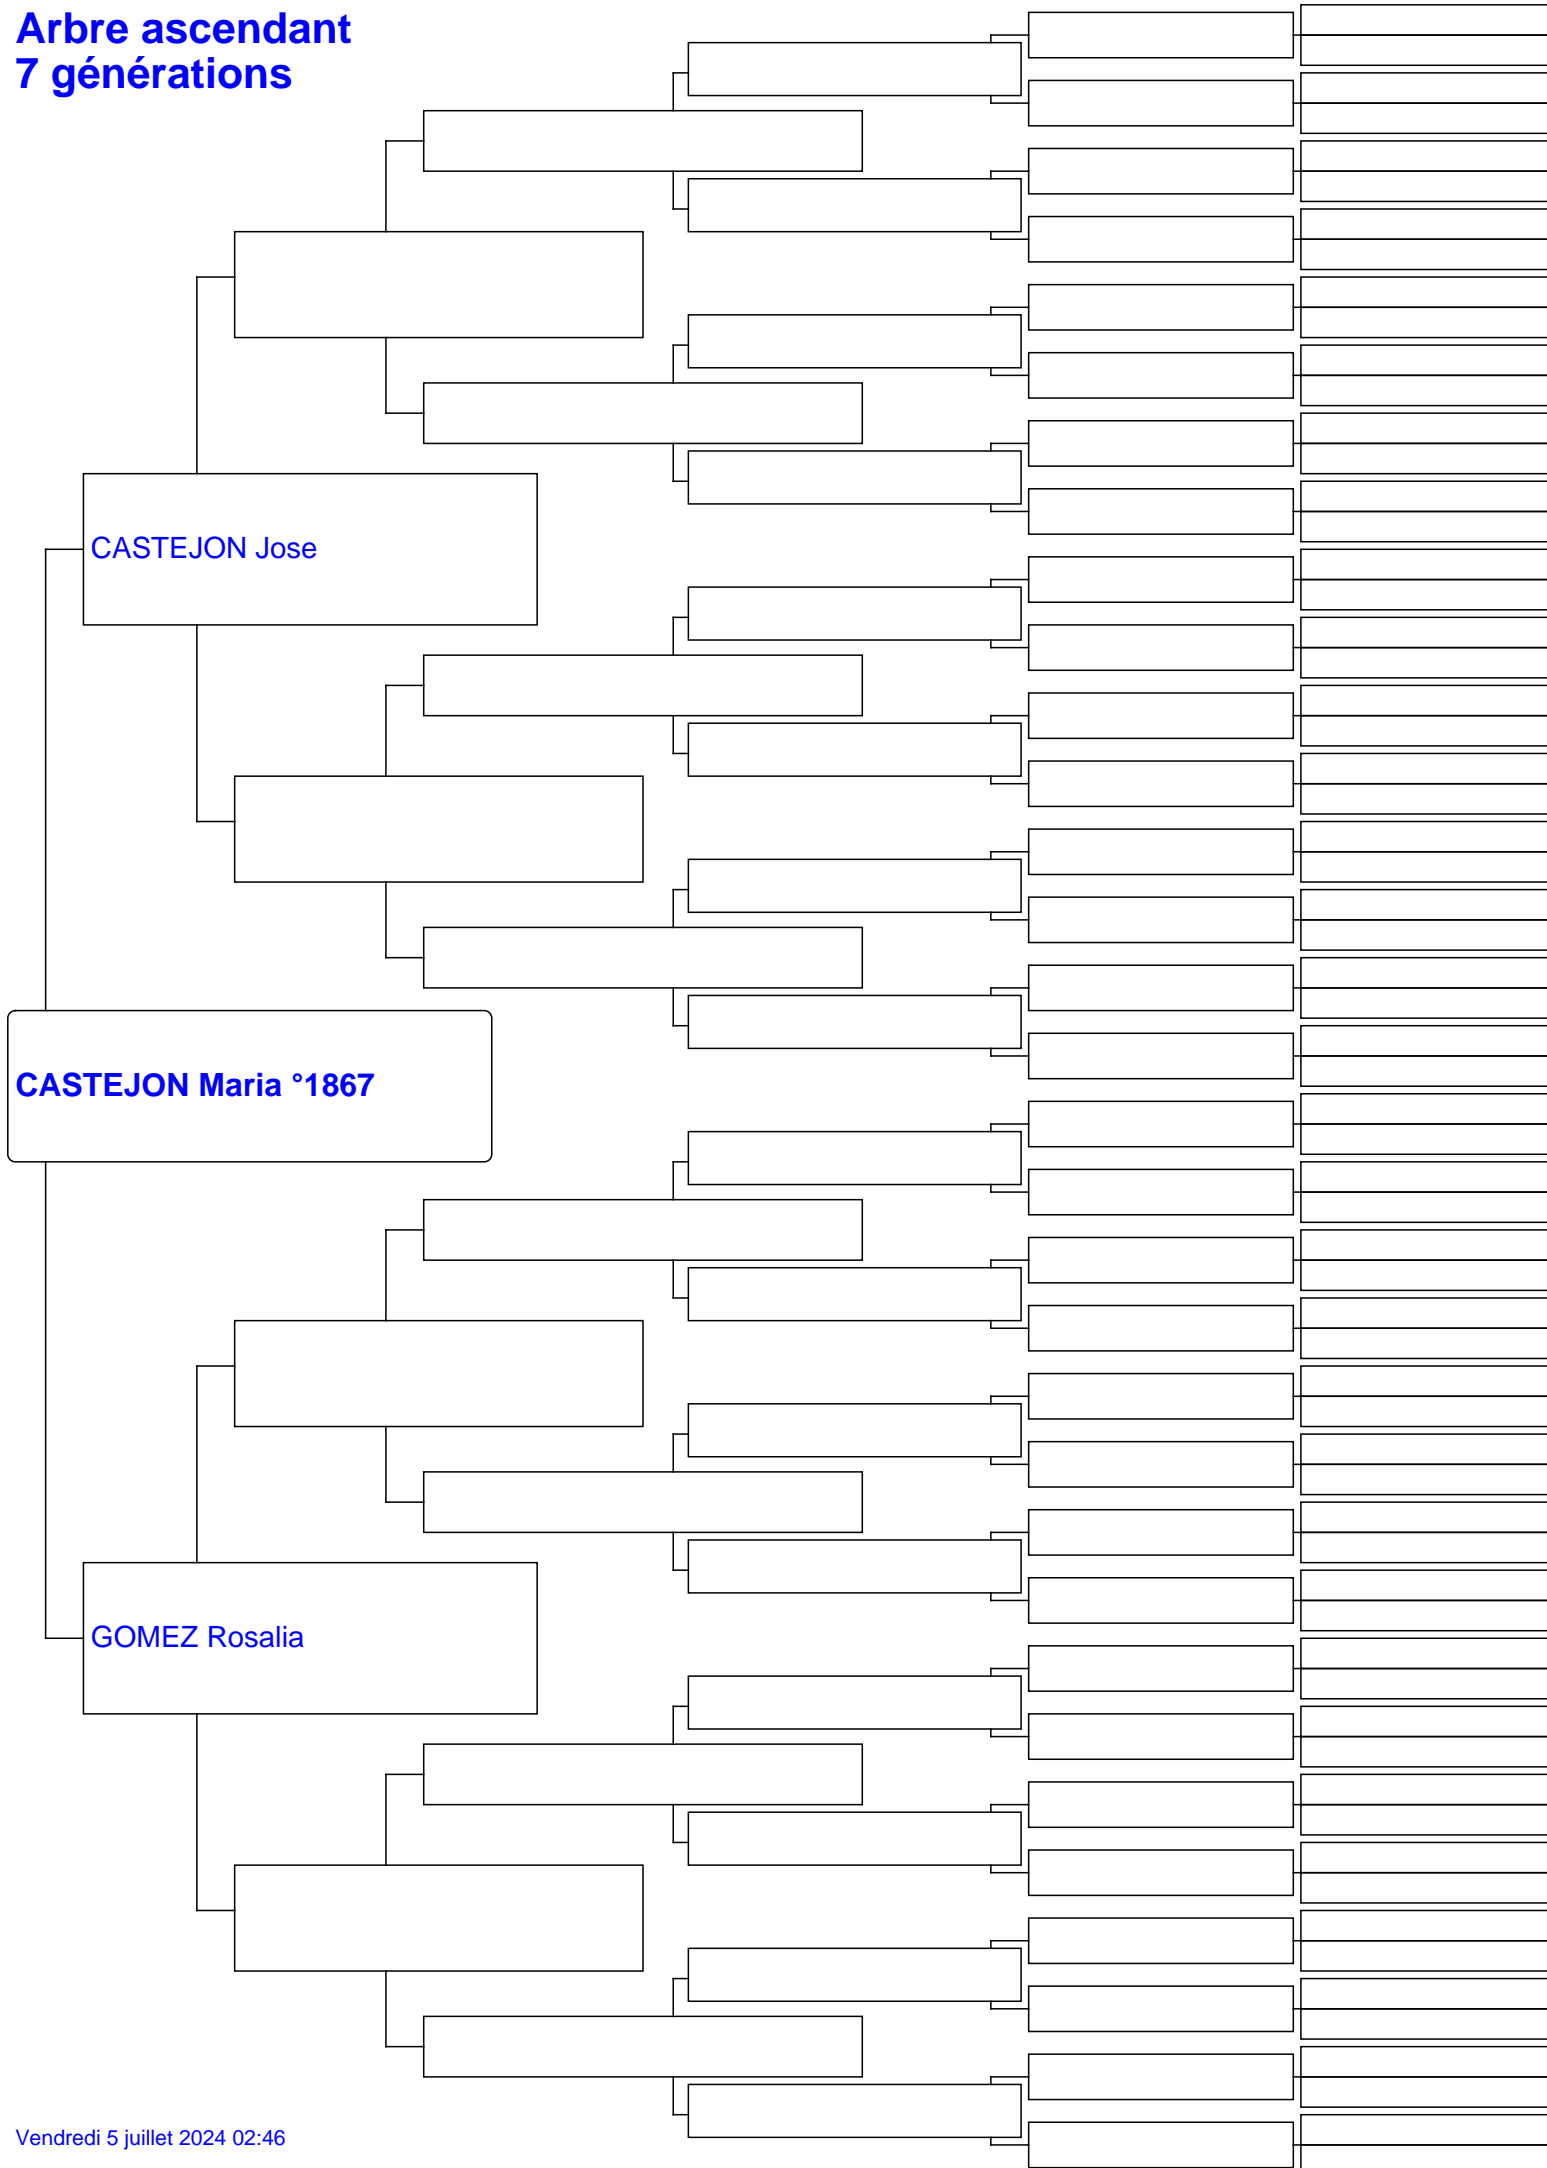 Arbre ascendant
7 générations
CASTEJON Jose
CASTEJON Maria °1867
GOMEZ Rosalia
Vendredi 5 juillet 2024 02:46